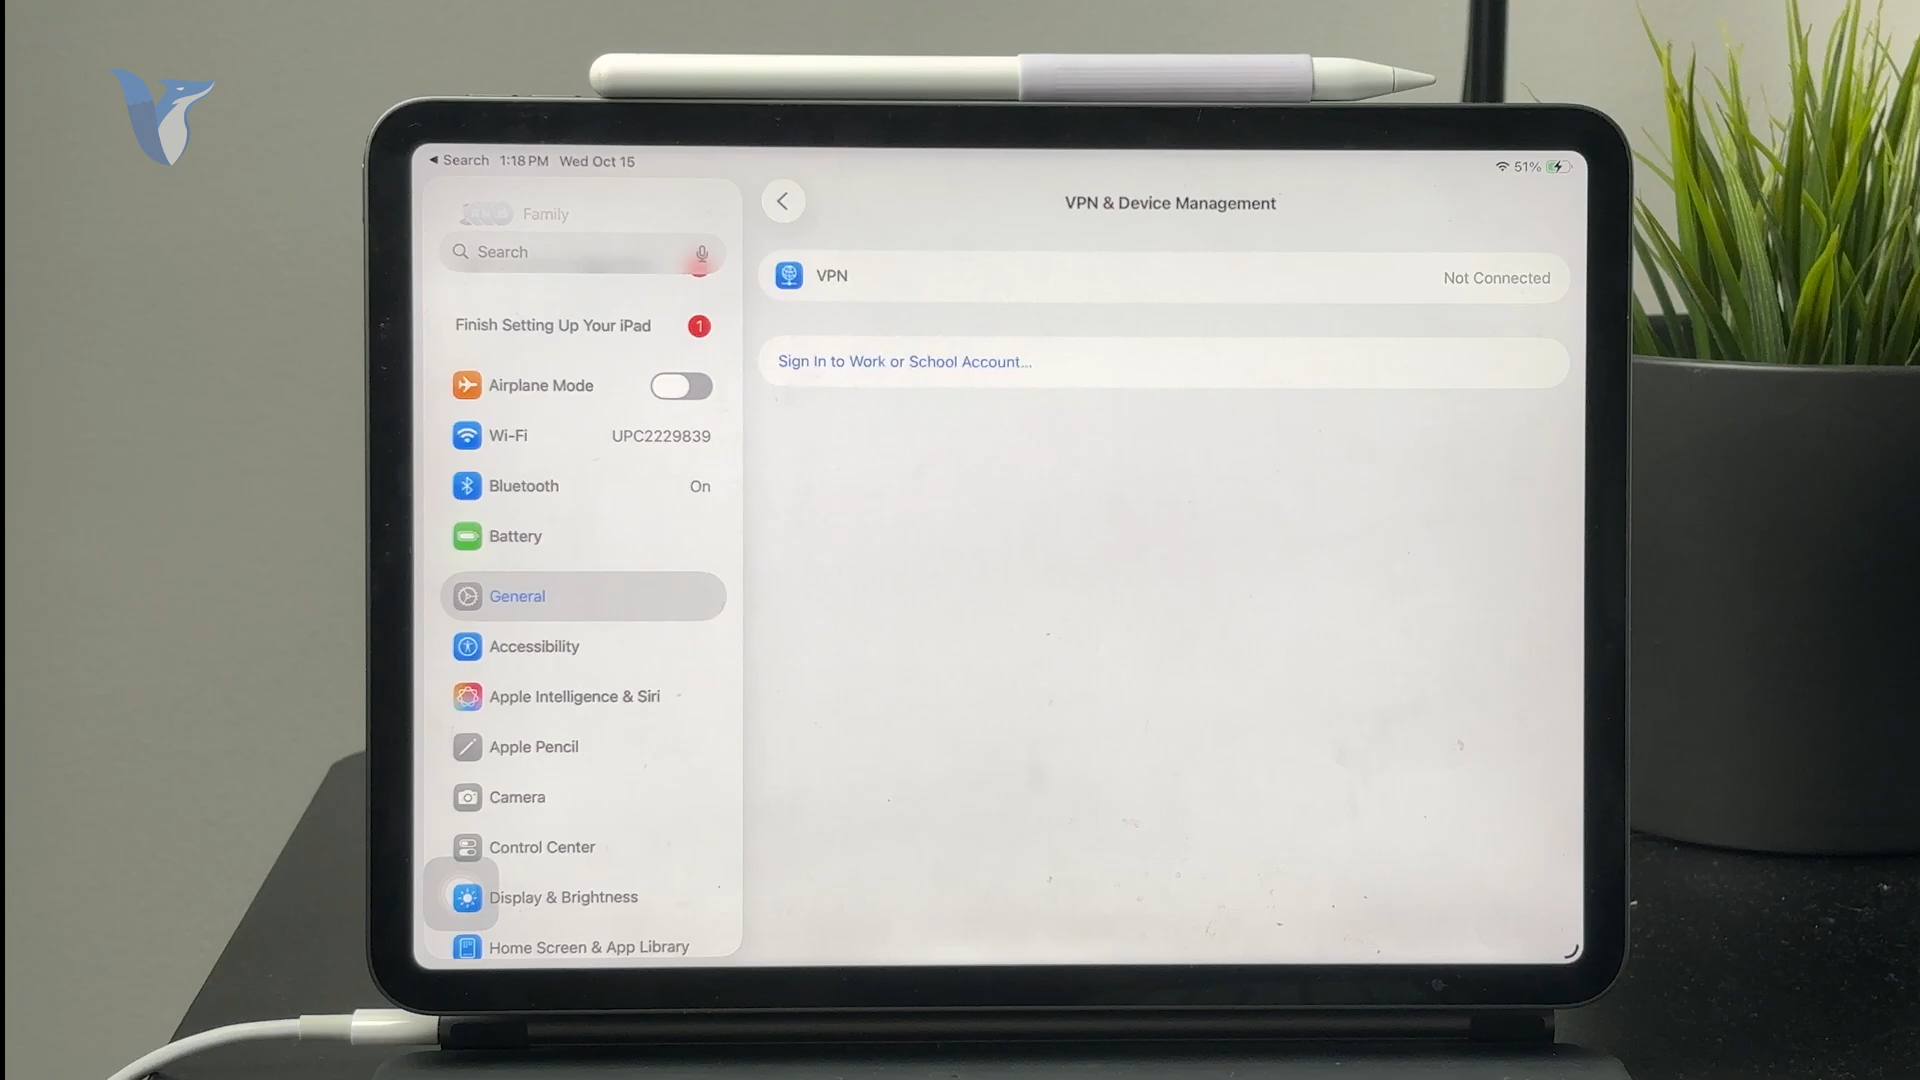 ◀ Search 1:18 PM Wed Oct 15
51%
Family
Search
Finish Setting Up Your iPad 1
Airplane Mode
Wi-Fi UPC2229839
Bluetooth On
Battery
General
Accessibility
Apple Intelligence & Siri
Apple Pencil
Camera
Control Center
Display & Brightness
Home Screen & App Library
VPN & Device Management
VPN Not Connected
Sign In to Work or School Account...